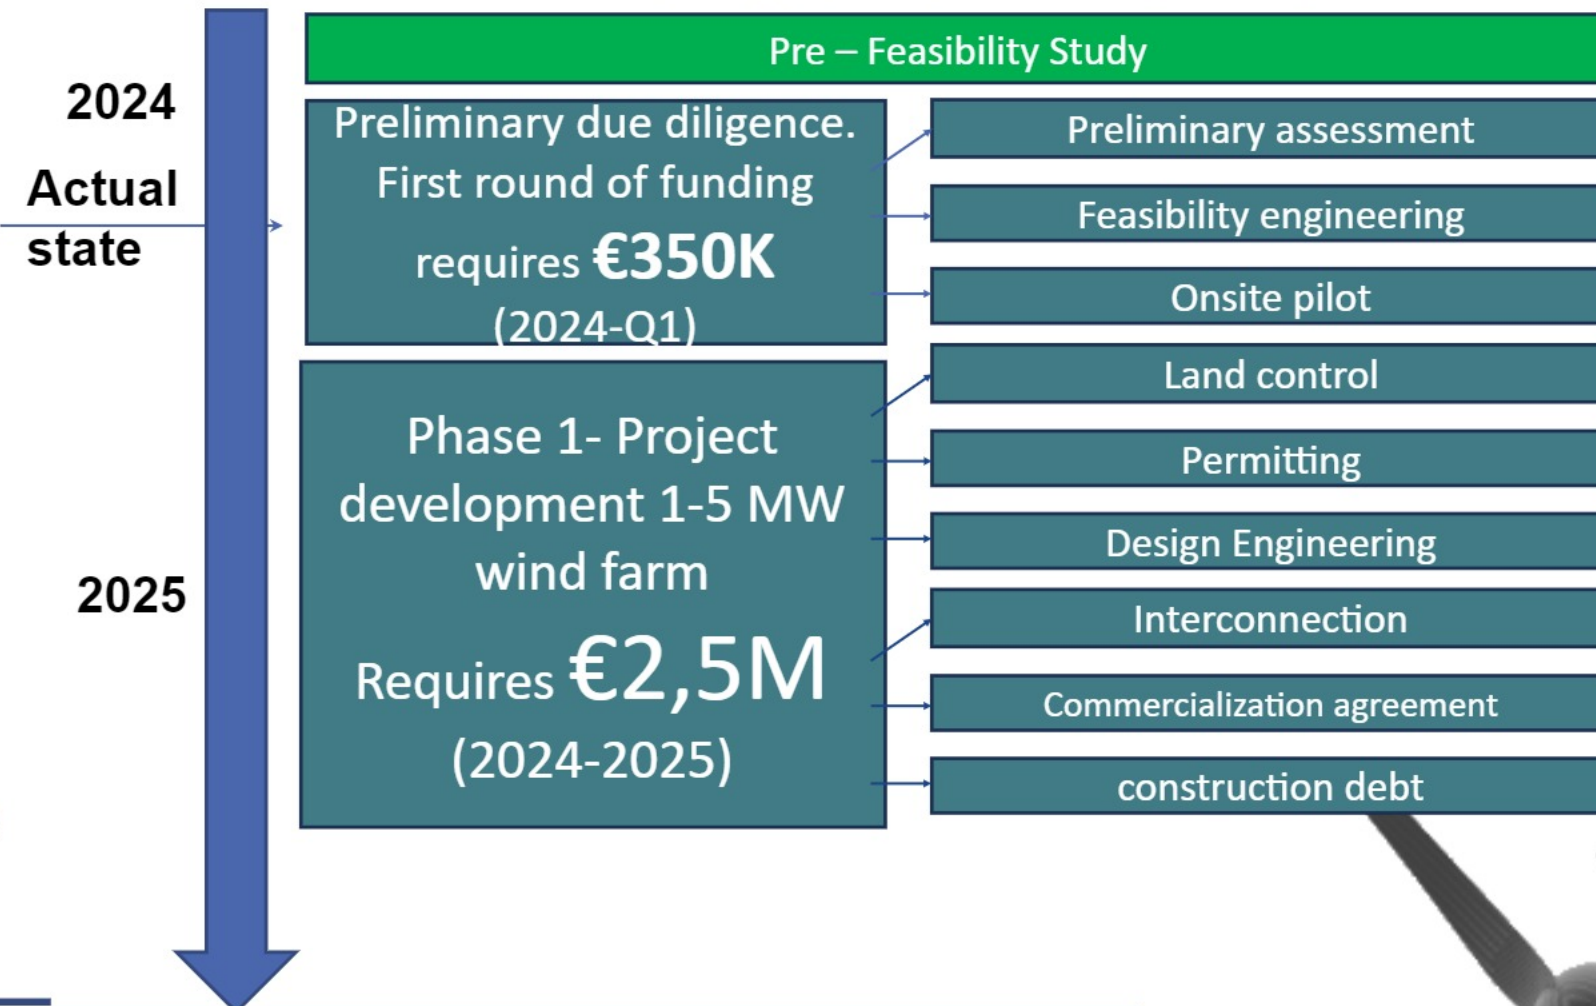 Pre – Feasibility Study
2024
Actual
state
Preliminary due diligence.
First round of funding
requires €350K
(2024-Q1)
Preliminary assessment
Feasibility engineering
Onsite pilot
2025
Phase 1- Project
development 1-5 MW
wind farm
Requires €2,5M
(2024-2025)
Land control
Permitting
Design Engineering
Interconnection
Commercialization agreement
construction debt